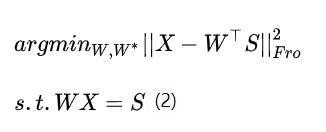 argmin_{W,W*} ||X − W^⊤ S||²_{Fro}
s.t. WX = S (2)